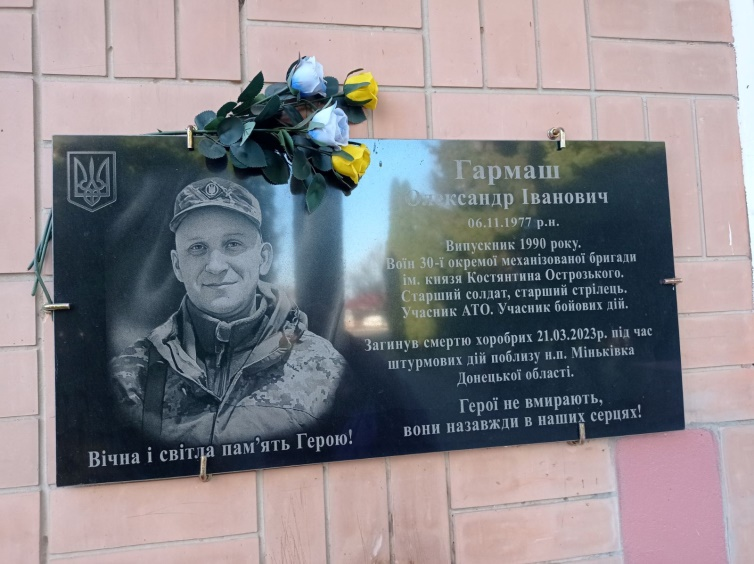 Гармаш
Олександр Іванович
06.11.1977 р.н.
Випускник 1990 року.
Воїн 30-ї окремої механізованої бригади
ім. князя Костянтина Острозького.
Старший солдат, старший стрілець.
Учасник АТО. Учасник бойових дій.
Загинув смертю хоробрих 21.03.2023р. під час
штурмових дій поблизу н.п. Міньківка
Донецької області.
Герої не вмирають,
вони назавжди в наших серцях!
Вічна і світла пам'ять Герою!